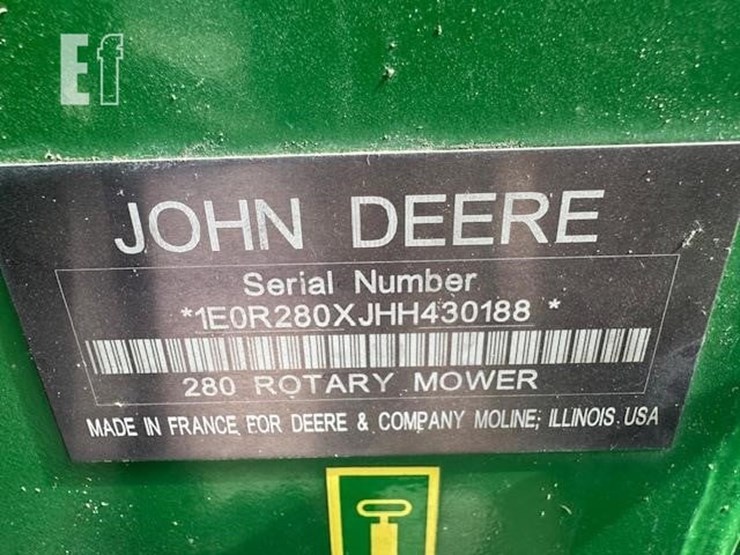 Ef
JOHN DEERE
Serial Number
*1E0R280XJHH430188 *
280 ROTARY MOWER
MADE IN FRANCE FOR DEERE & COMPANY MOLINE, ILLINOIS USA